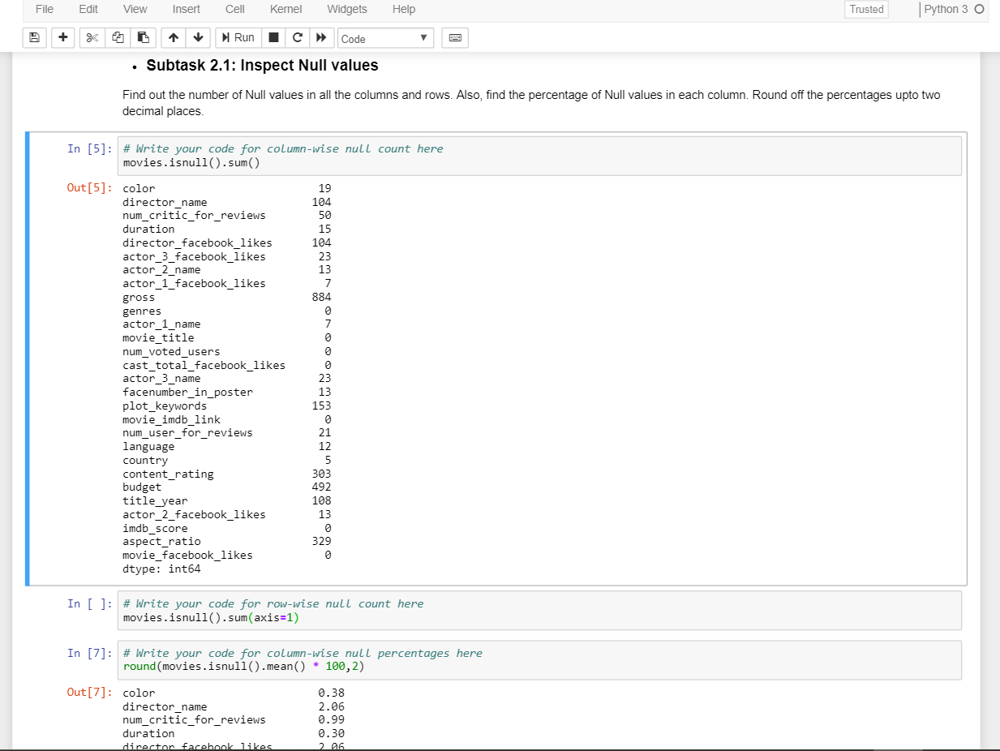 File Edit View Insert Cell Kernel Widgets Help Trusted Python 3
Run Code
Subtask 2.1: Inspect Null values
Find out the number of Null values in all the columns and rows. Also, find the percentage of Null values in each column. Round off the percentages upto two
decimal places.
In [5]: # Write your code for column-wise null count here
movies.isnull().sum()
Out[5]: color 19
director_name 104
num_critic_for_reviews 50
duration 15
director_facebook_likes 104
actor_3_facebook_likes 23
actor_2_name 13
actor_1_facebook_likes 7
gross 884
genres 0
actor_1_name 7
movie_title 0
num_voted_users 0
cast_total_facebook_likes 0
actor_3_name 23
facenumber_in_poster 13
plot_keywords 153
movie_imdb_link 0
num_user_for_reviews 21
language 12
country 5
content_rating 303
budget 492
title_year 108
actor_2_facebook_likes 13
imdb_score 0
aspect_ratio 329
movie_facebook_likes 0
dtype: int64
In [ ]: # Write your code for row-wise null count here
movies.isnull().sum(axis=1)
In [7]: # Write your code for column-wise null percentages here
round(movies.isnull().mean() * 100,2)
Out[7]: color 0.38
director_name 2.06
num_critic_for_reviews 0.99
duration 0.30
director_facebook_likes 2.06